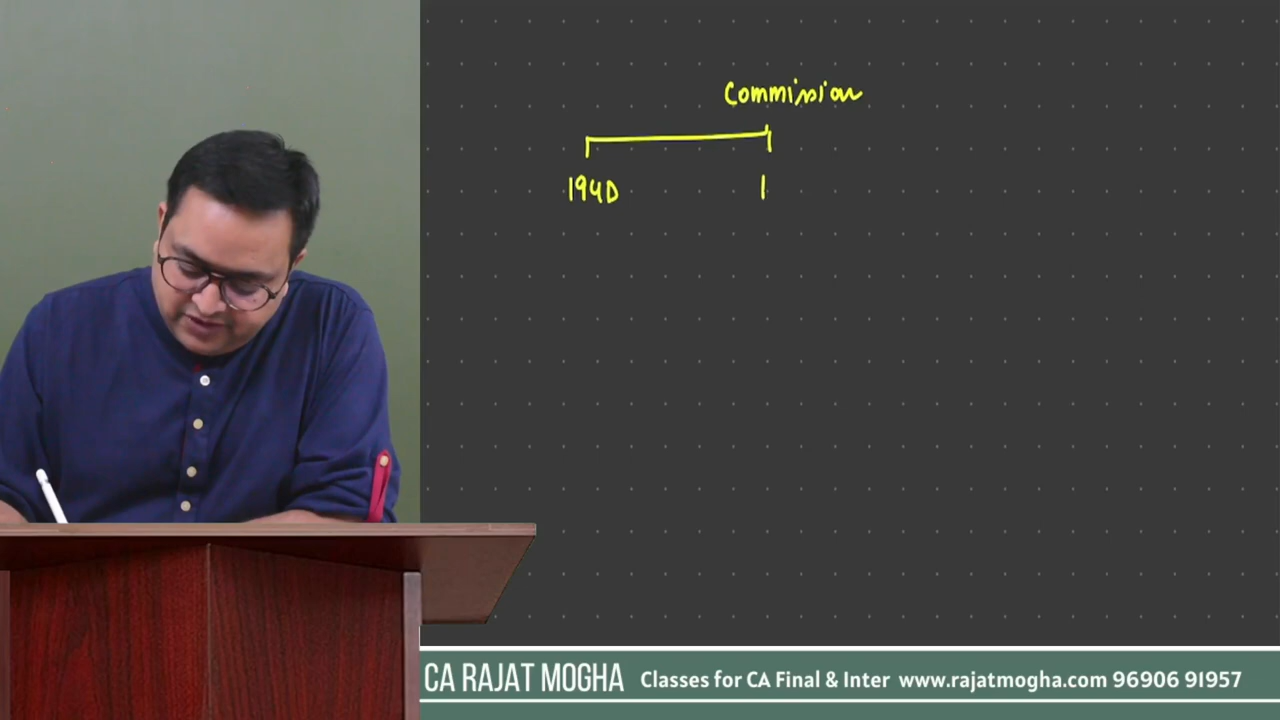 Commission
194D 1
CA RAJAT MOGHA Classes for CA Final & Inter www.rajatmogha.com 96906 91957